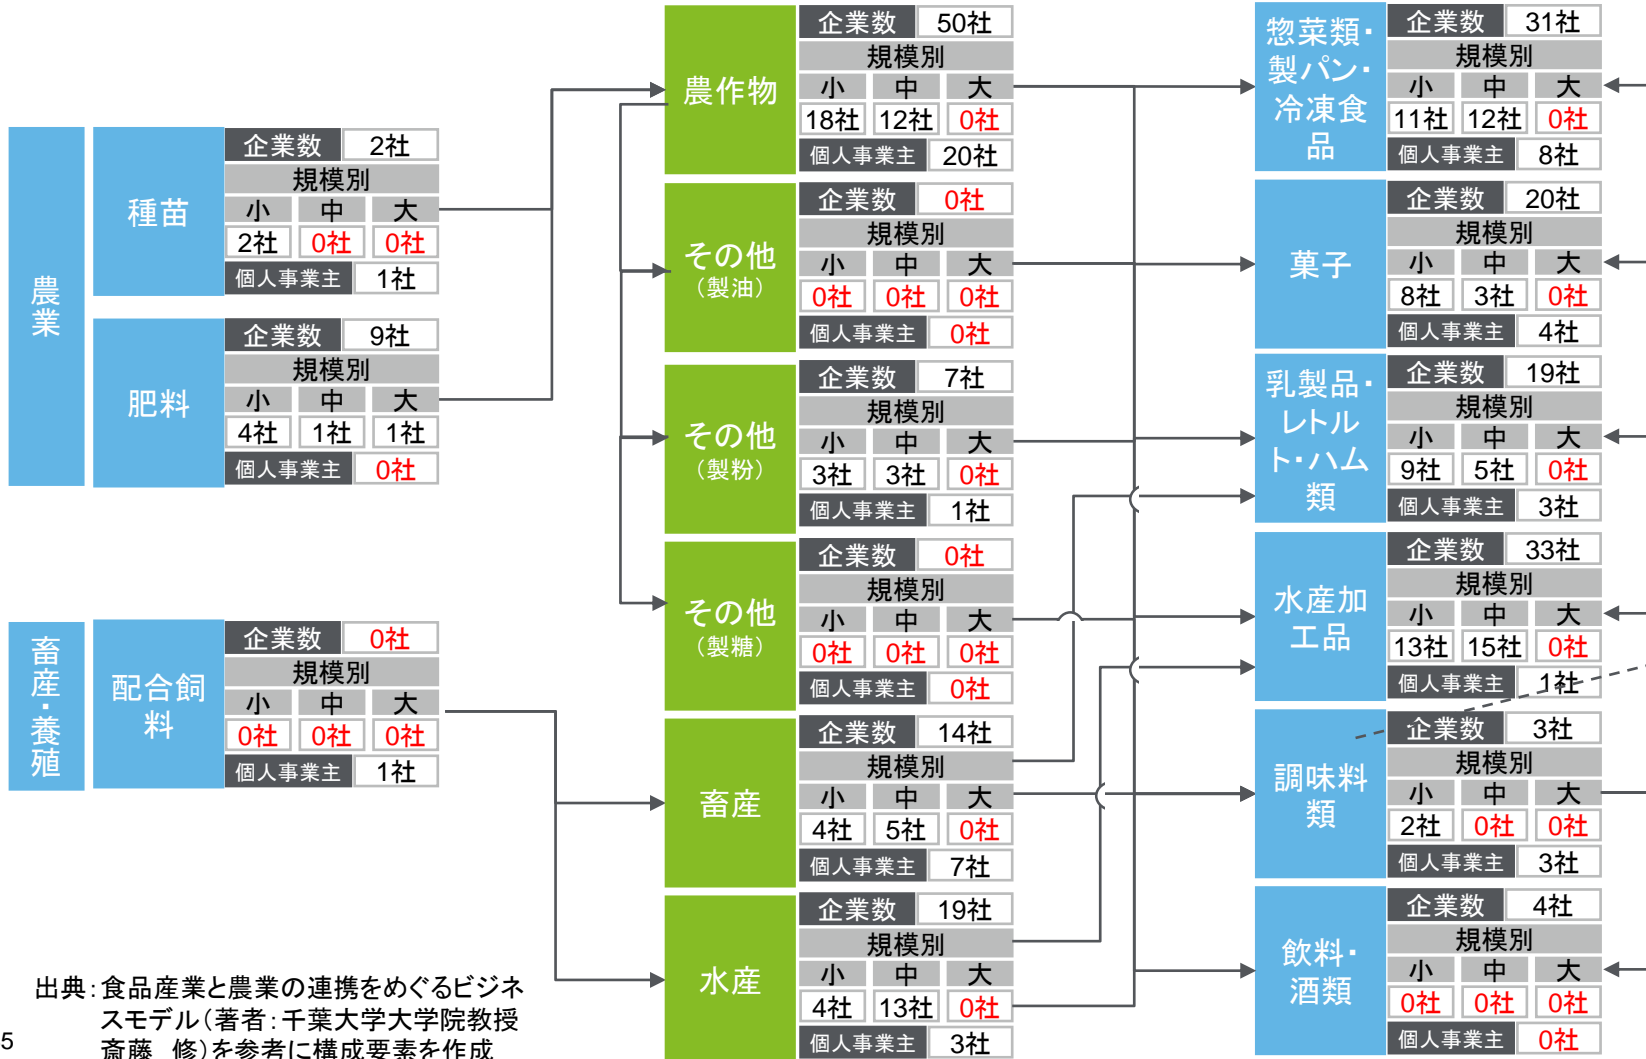 農業
種苗
企業数 2社
規模別
小 中 大
2社 0社 0社
個人事業主 1社
肥料
企業数 9社
規模別
小 中 大
4社 1社 1社
個人事業主 0社
畜産・養殖
配合飼
料
企業数 0社
規模別
小 中 大
0社 0社 0社
個人事業主 1社
農作物
企業数 50社
規模別
小 中 大
18社 12社 0社
個人事業主 20社
その他
（製油）
企業数 0社
規模別
小 中 大
0社 0社 0社
個人事業主 0社
その他
（製粉）
企業数 7社
規模別
小 中 大
3社 3社 0社
個人事業主 1社
その他
（製糖）
企業数 0社
規模別
小 中 大
0社 0社 0社
個人事業主 0社
畜産
企業数 14社
規模別
小 中 大
4社 5社 0社
個人事業主 7社
水産
企業数 19社
規模別
小 中 大
4社 13社 0社
個人事業主 3社
惣菜類・
製パン・
冷凍食
品
企業数 31社
規模別
小 中 大
11社 12社 0社
個人事業主 8社
菓子
企業数 20社
規模別
小 中 大
8社 3社 0社
個人事業主 4社
乳製品・
レトル
ト・ハム
類
企業数 19社
規模別
小 中 大
9社 5社 0社
個人事業主 3社
水産加
工品
企業数 33社
規模別
小 中 大
13社 15社 0社
個人事業主 1社
調味料
類
企業数 3社
規模別
小 中 大
2社 0社 0社
個人事業主 3社
飲料・
酒類
企業数 4社
規模別
小 中 大
0社 0社 0社
個人事業主 0社
出典：食品産業と農業の連携をめぐるビジネ
スモデル（著者：千葉大学大学院教授
斎藤 修）を参考に構成要素を作成
5